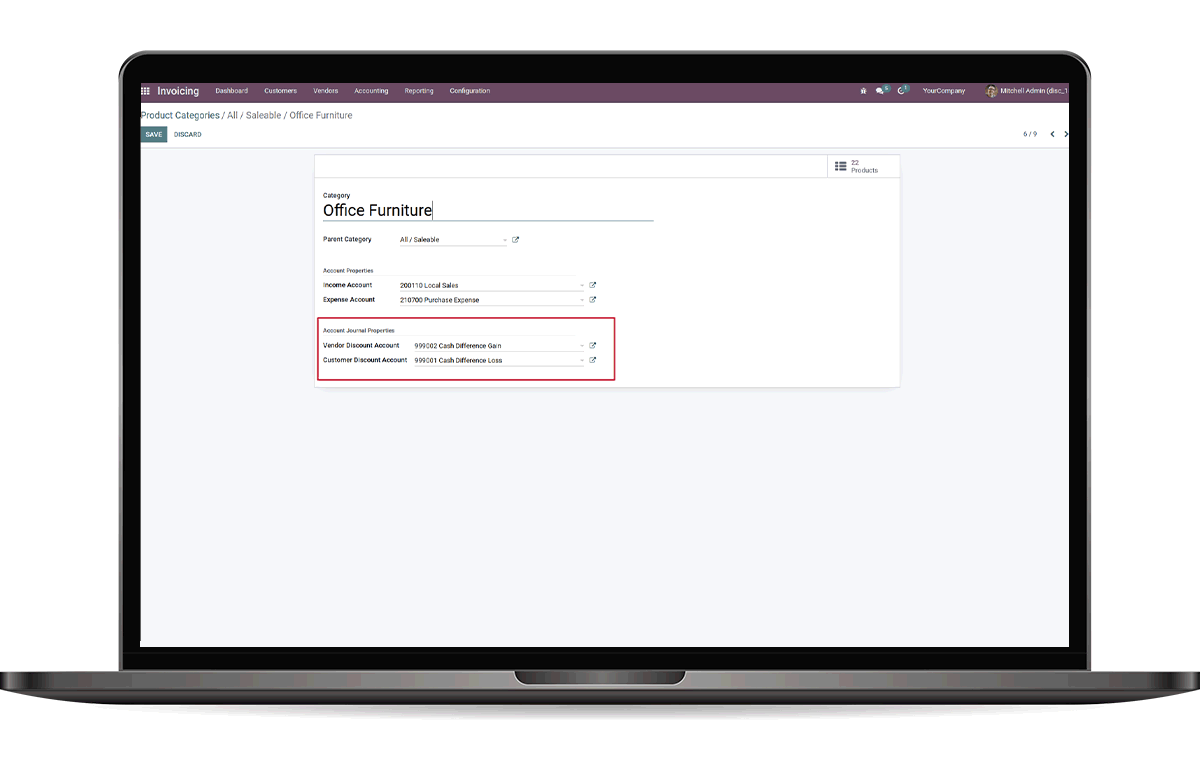 Invoicing Dashboard Customers Vendors Accounting Reporting Configuration 5 1 YourCompany Mitchell Admin (disc_1
Product Categories / All / Saleable / Office Furniture
SAVE DISCARD 6 / 9
22
Products
Category
Office Furniture
Parent Category All / Saleable
Account Properties
Income Account 200110 Local Sales
Expense Account 210700 Purchase Expense
Account Journal Properties
Vendor Discount Account 999002 Cash Difference Gain
Customer Discount Account 999001 Cash Difference Loss